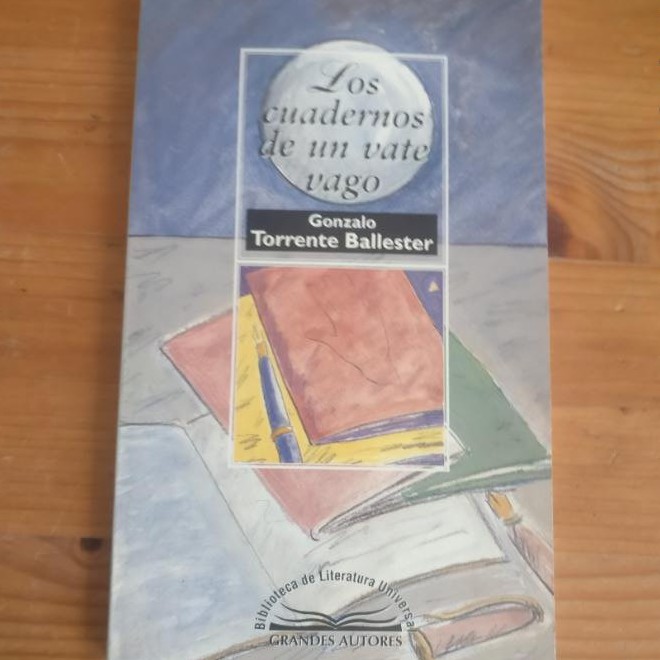 Los
cuadernos
de un vate
vago
Gonzalo
Torrente Ballester
Biblioteca de Literatura Universal
GRANDES AUTORES